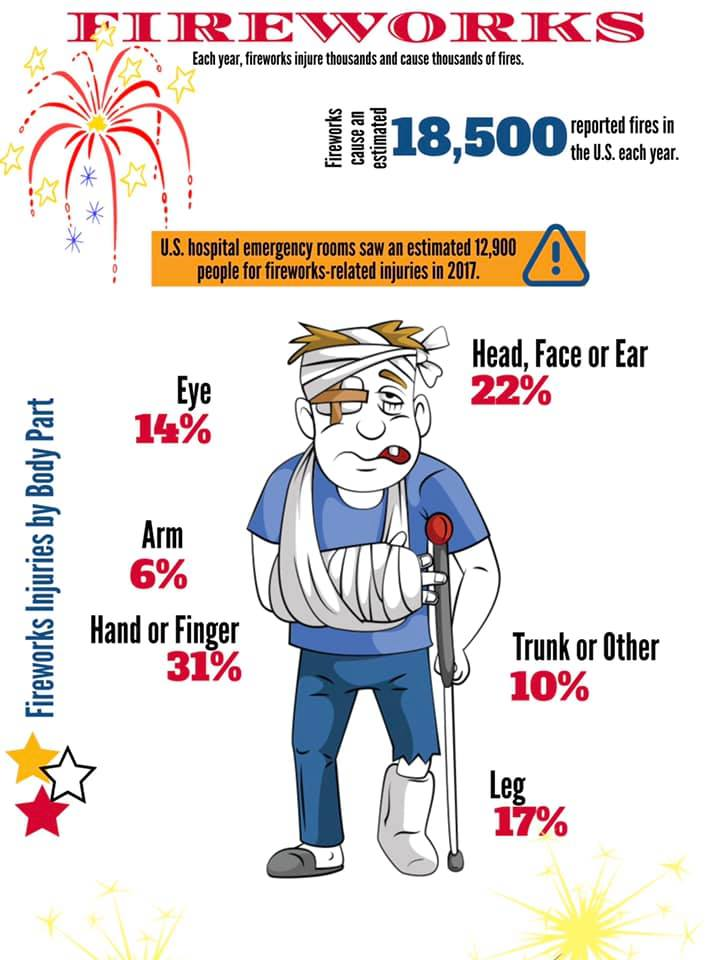 FIREWORKS
Each year, fireworks injure thousands and cause thousands of fires.
Fireworks
cause an
estimated
18,500
reported fires in
the U.S. each year.
U.S. hospital emergency rooms saw an estimated 12,900
people for fireworks-related injuries in 2017.
!
Fireworks Injuries by Body Part
Head, Face or Ear
22%
Eye
14%
Arm
6%
Hand or Finger
31%
Trunk or Other
10%
Leg
17%